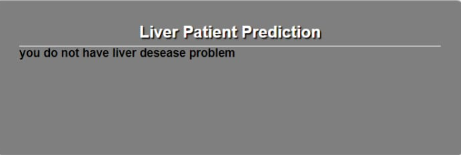 Liver Patient Prediction
you do not have liver desease problem